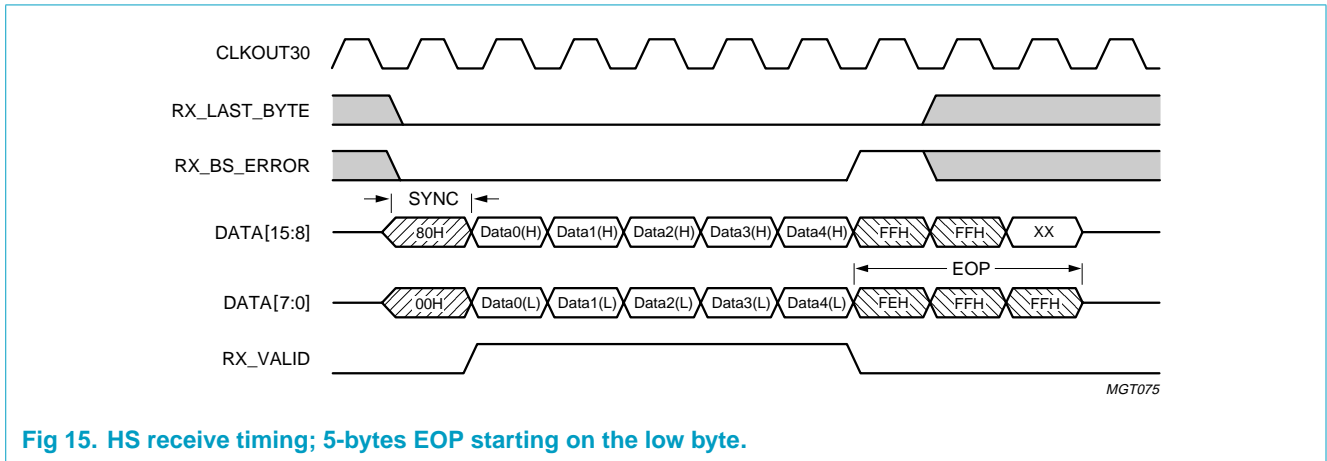 CLKOUT30
RX_LAST_BYTE
RX_BS_ERROR
SYNC
DATA[15:8] 80H Data0(H) Data1(H) Data2(H) Data3(H) Data4(H) FFH FFH XX
EOP
DATA[7:0] 00H Data0(L) Data1(L) Data2(L) Data3(L) Data4(L) FEH FFH FFH
RX_VALID
MGT075
Fig 15. HS receive timing; 5-bytes EOP starting on the low byte.